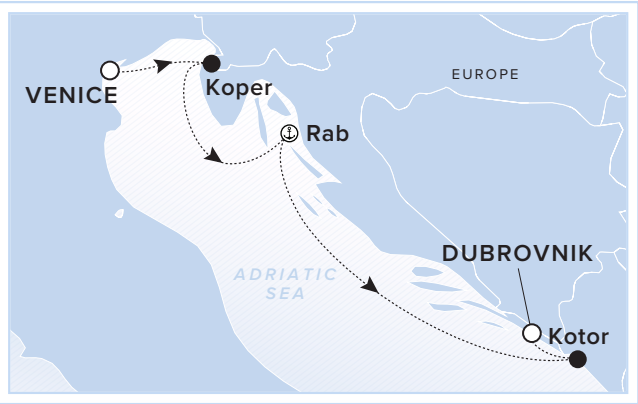 EUROPE
VENICE
Koper
Rab
DUBROVNIK
ADRIATIC
SEA
Kotor